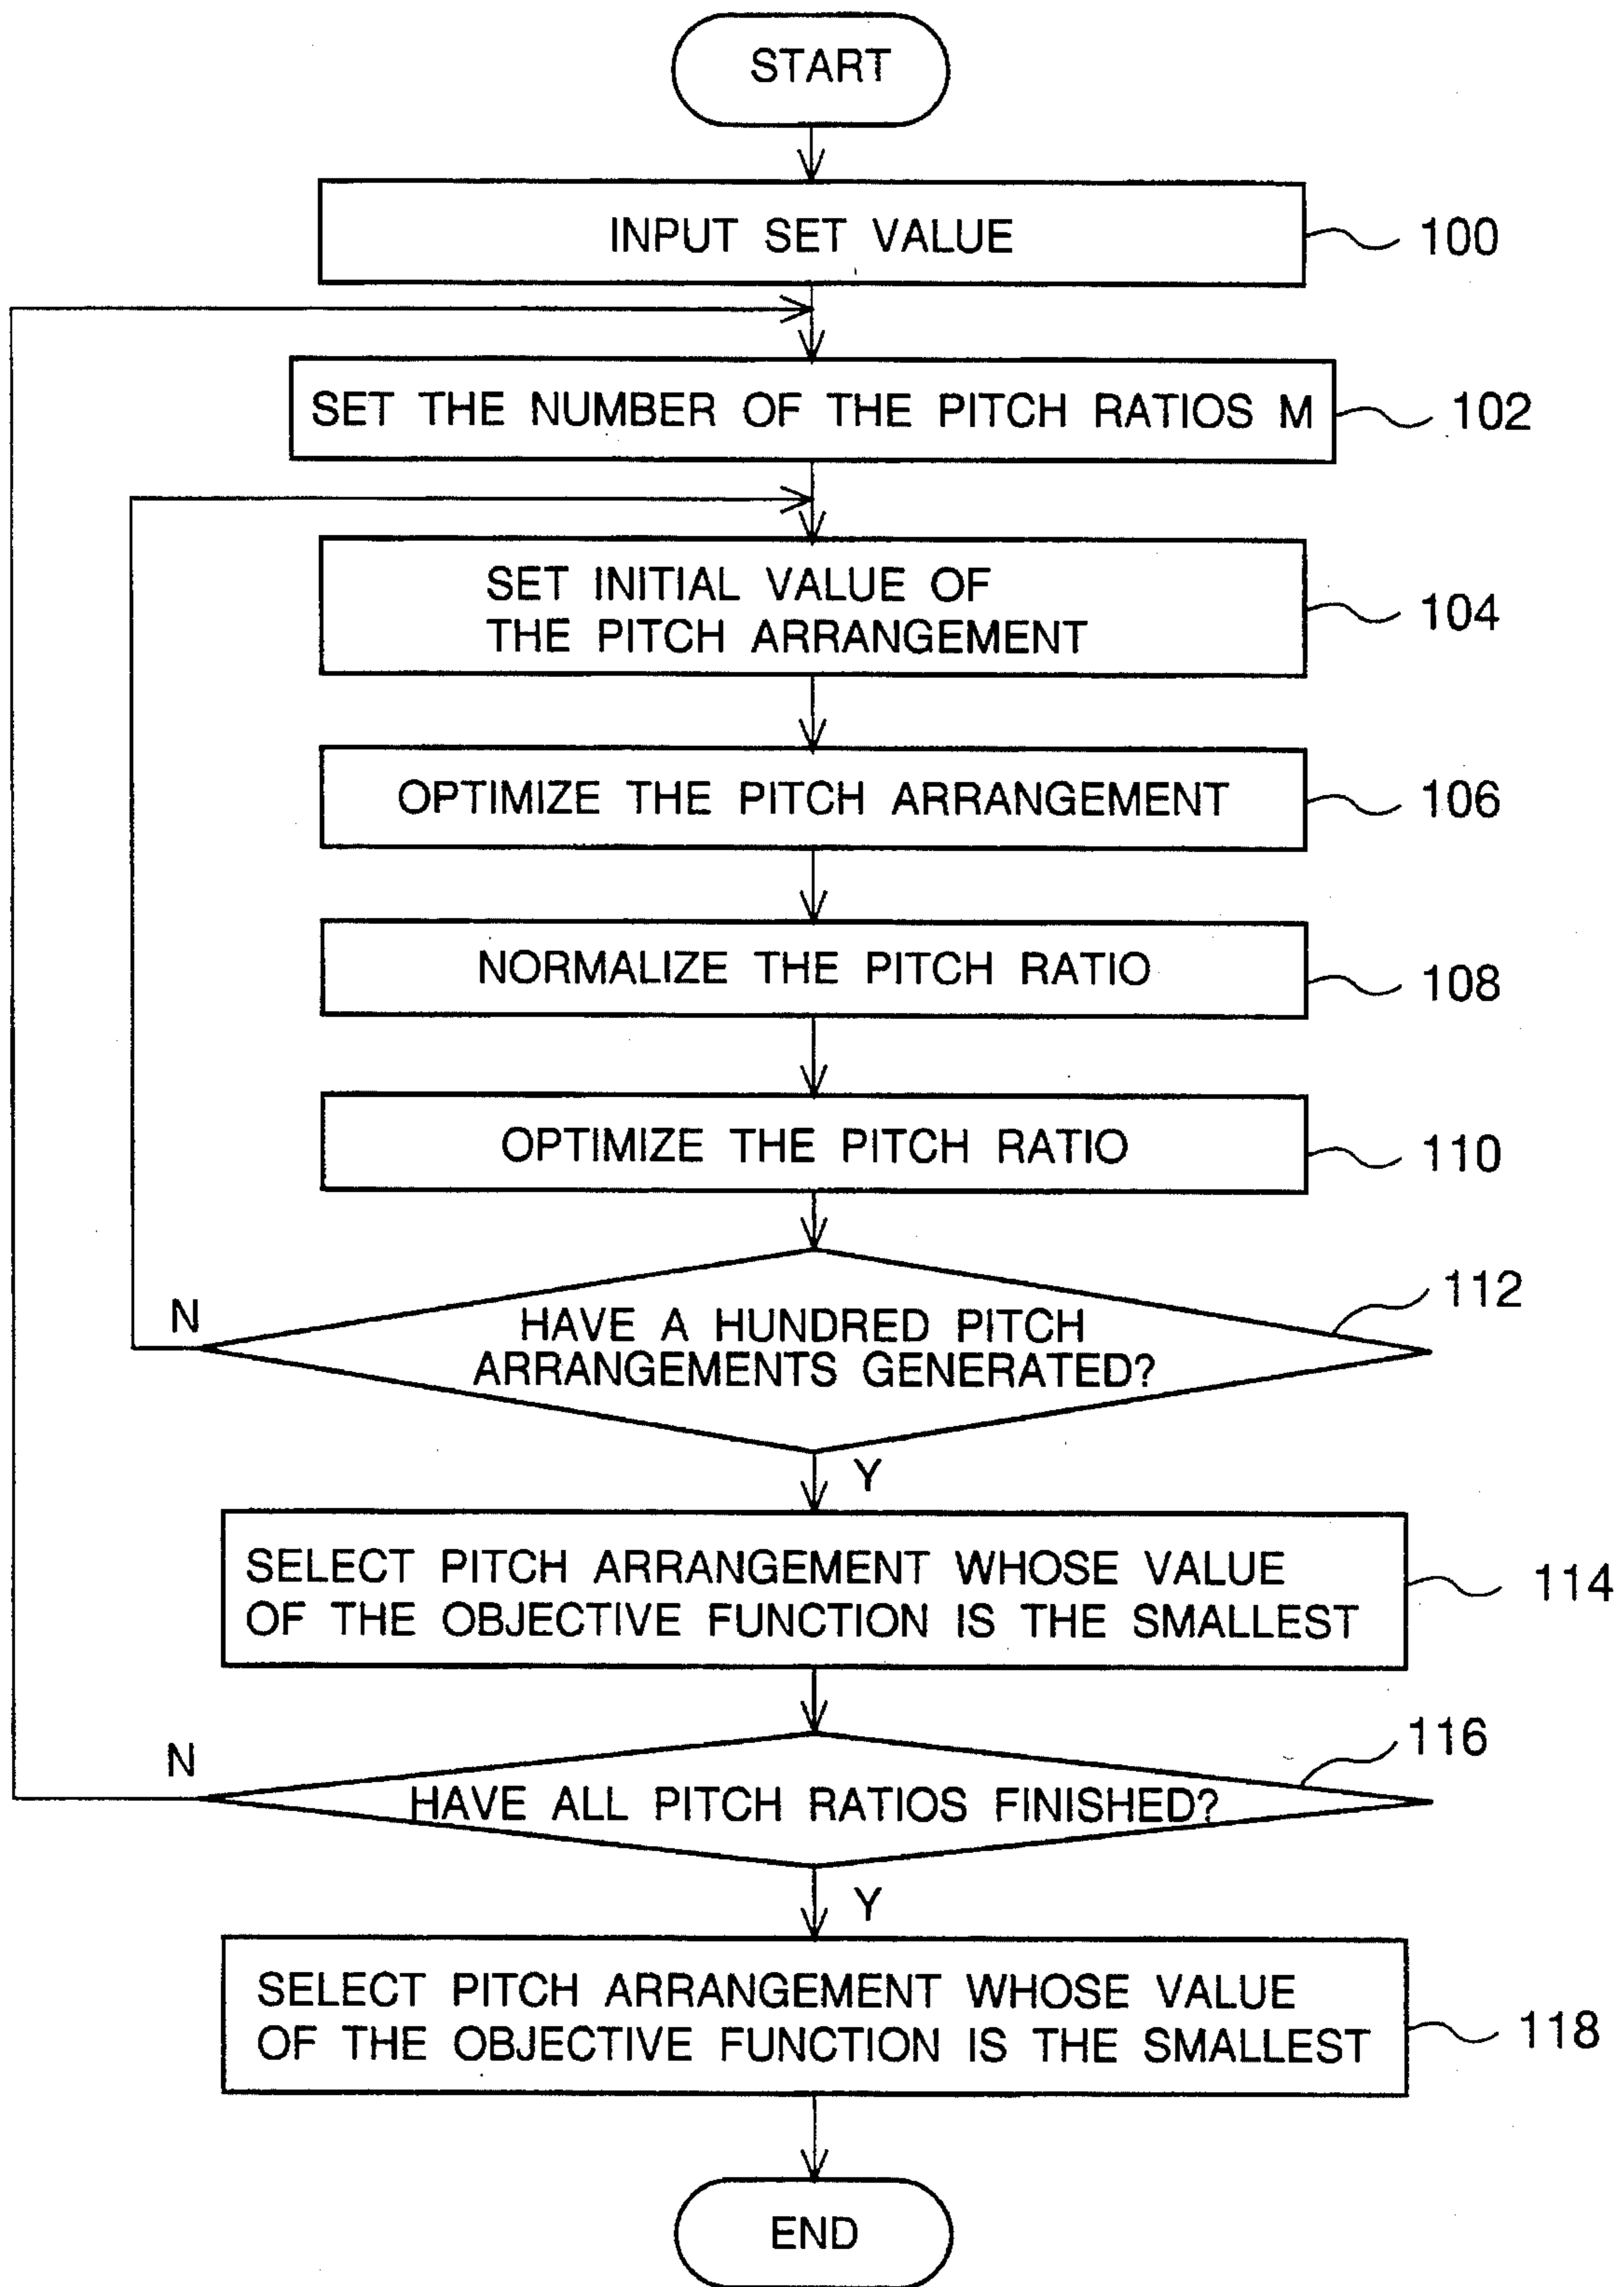 START
INPUT SET VALUE
100
SET THE NUMBER OF THE PITCH RATIOS M
102
SET INITIAL VALUE OF
THE PITCH ARRANGEMENT
104
OPTIMIZE THE PITCH ARRANGEMENT
106
NORMALIZE THE PITCH RATIO
108
OPTIMIZE THE PITCH RATIO
110
112
N
HAVE A HUNDRED PITCH
ARRANGEMENTS GENERATED?
Y
SELECT PITCH ARRANGEMENT WHOSE VALUE
OF THE OBJECTIVE FUNCTION IS THE SMALLEST
114
116
N
HAVE ALL PITCH RATIOS FINISHED?
Y
SELECT PITCH ARRANGEMENT WHOSE VALUE
OF THE OBJECTIVE FUNCTION IS THE SMALLEST
118
END